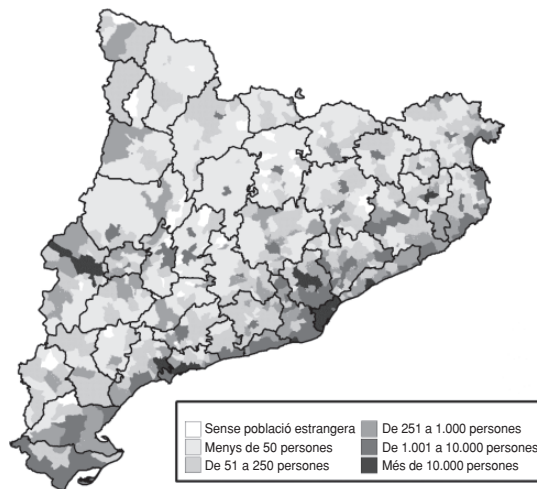 Sense població estrangera
Menys de 50 persones
De 51 a 250 persones
De 251 a 1.000 persones
De 1.001 a 10.000 persones
Més de 10.000 persones